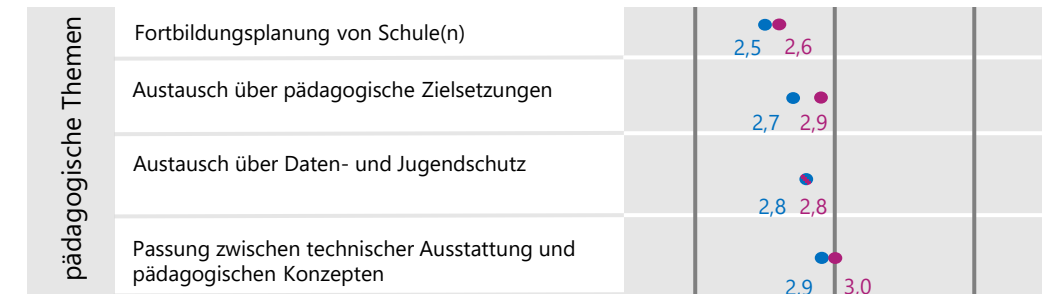 pädagogische Themen
Fortbildungsplanung von Schule(n)
2,5 2,6
Austausch über pädagogische Zielsetzungen
2,7 2,9
Austausch über Daten- und Jugendschutz
2,8 2,8
Passung zwischen technischer Ausstattung und
pädagogischen Konzepten
2,9 3,0